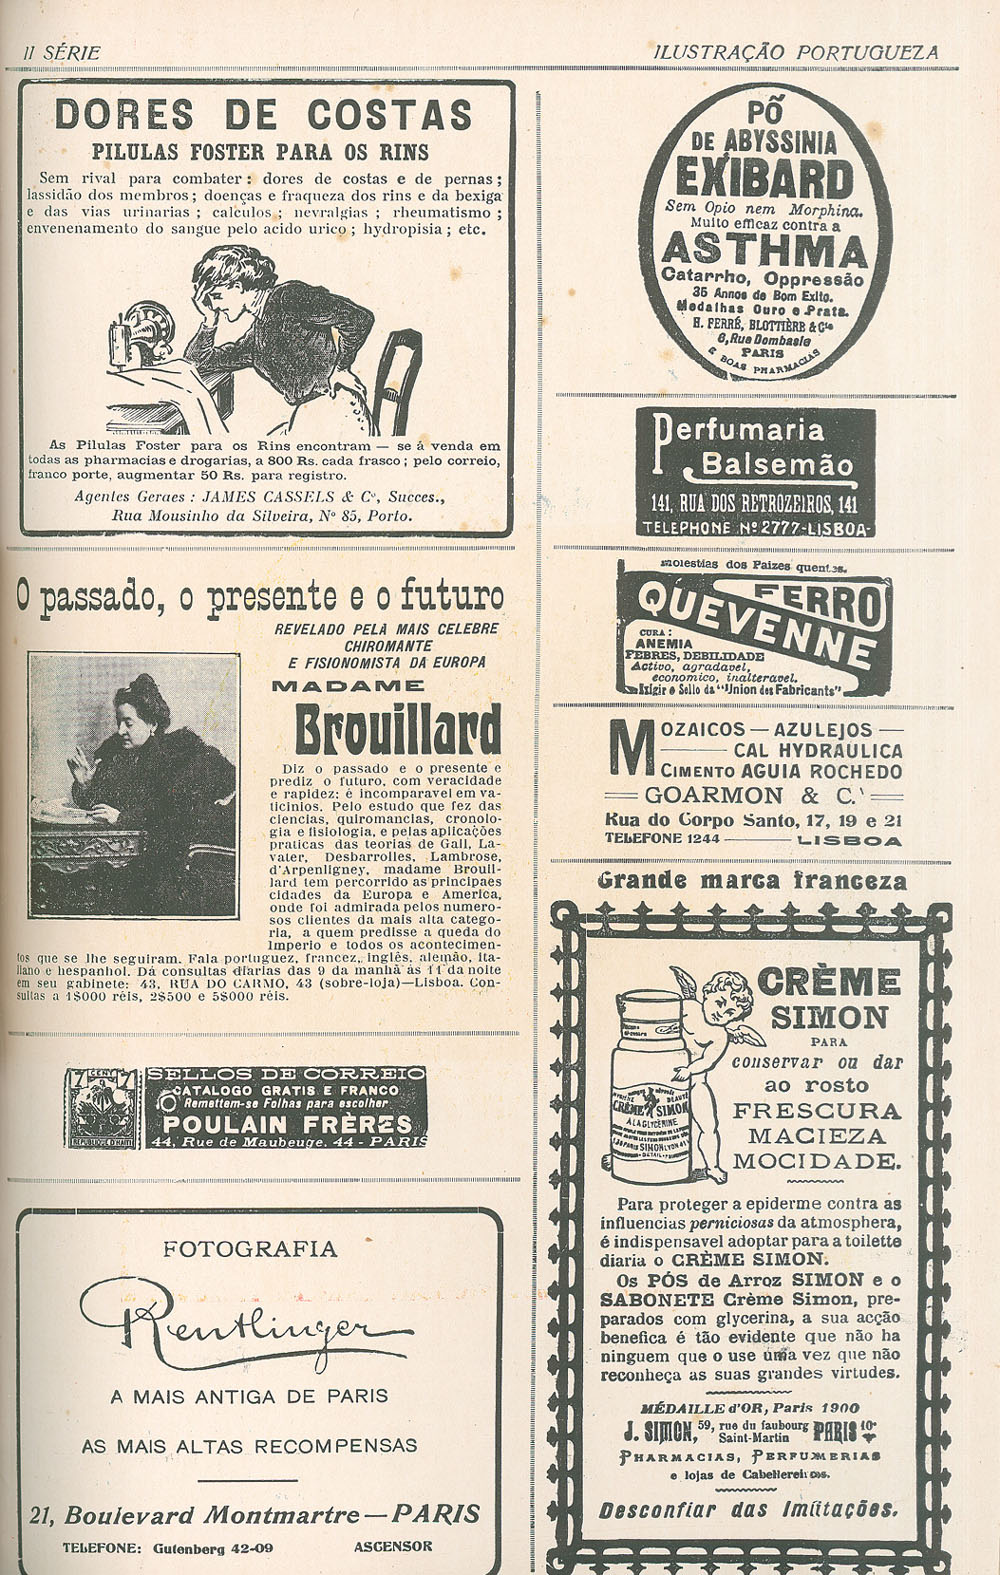 II SÉRIE
ILUSTRAÇÃO PORTUGUEZA
DORES DE COSTAS
PILULAS FOSTER PARA OS RINS
Sem rival para combater : dores de costas e de pernas ;
lassidão dos membros ; doenças e fraqueza dos rins e da bexiga
e das vias urinarias ; calculos ; nevralgias ; rheumatismo ;
envenenamento do sangue pelo acido urico ; hydropisia ; etc.
As Pilulas Foster para os Rins encontram — se á venda em
todas as pharmacias e drogarias, a 800 Rs. cada frasco ; pelo correio,
franco porte, augmentar 50 Rs. para registro.
Agentes Geraes : JAMES CASSELS & Cº, Succes.,
Rua Mousinho da Silveira, Nº 85, Porto.
O passado, o presente e o futuro
REVELADO PELA MAIS CELEBRE
CHIROMANTE
E FISIONOMISTA DA EUROPA
MADAME
Brouillard
Diz o passado e o presente e
prediz o futuro, com veracidade
e rapidez: é incomparavel em va-
ticinios. Pelo estudo que fez das
ciencias, quiromancias, cronolo-
gia e fisiologia, e pelas aplicações
praticas das teorias de Gall, La-
vater, Desbarrolles, Lambrose,
d'Arpenligney, madame Brouil-
lard tem percorrido as principaes
cidades da Europa e America,
onde foi admirada pelos numero-
sos clientes da mais alta catego-
ria, a quem predisse a queda do
Imperio e todos os acontecimen-
tos que se lhe seguiram. Fala portuguez, francez, inglês, alemão, ita-
liano e hespanhol. Dá consultas diarias das 9 da manhã ás 11 da noite
em seu gabinete: 43, RUA DO CARMO, 43 (sobre-loja)—Lisboa. Con-
sultas a 1$000 réis, 2$500 e 5$000 réis.
7 CENT 7
REPUBLIQUE D'HAITI
SELLOS DE CORREIO
CATALOGO GRATIS E FRANCO
Remettem-se Folhas para escolher
POULAIN FRÈRES
44, Rue de Maubeuge. 44 - PARIS
FOTOGRAFIA
Reutlinger
A MAIS ANTIGA DE PARIS
AS MAIS ALTAS RECOMPENSAS
21, Boulevard Montmartre—PARIS
TELEFONE: Gutenberg 42-09 ASCENSOR
PÕ
DE ABYSSINIA
EXIBARD
Sem Opio nem Morphina.
Muito efficaz contra a
ASTHMA
Catarrho, Oppressão
35 Annos de Bom Exito.
Medalhas Ouro e Prata.
H. FERRÉ, BLOTTIÈRE & Cie
6, Rue Dombasle
PARIS
E BOAS PHARMACIAS
Perfumaria
Balsemão
141, RUA DOS RETROZEIROS, 141
TELEPHONE Nº 2777-LISBOA-
molestias dos Paizes quentes.
FERRO
QUEVENNE
CURA :
ANEMIA
FEBRES, DEBILIDADE
Activo, agradavel,
economico, inalteravel.
Exigir o Sello da "Union des Fabricants"
MOZAICOS — AZULEJOS —
CAL HYDRAULICA
CIMENTO AGUIA ROCHEDO
GOARMON & C.ª
Rua do Corpo Santo, 17, 19 e 21
TELEFONE 1244 — LISBOA
Grande marca franceza
CRÈME SIMON
A LA GLYCERINE
SIMON
CRÈME
SIMON
PARA
conservar ou dar
ao rosto
FRESCURA
MACIEZA
MOCIDADE.
Para proteger a epiderme contra as
influencias perniciosas da atmosphera,
é indispensavel adoptar para a toilette
diaria o CRÈME SIMON.
Os PÓS de Arroz SIMON e o
SABONETE Crème Simon, pre-
parados com glycerina, a sua acção
benefica é tão evidente que não ha
ninguem que o use uma vez que não
reconheça as suas grandes virtudes.
MÉDAILLE d'OR, Paris 1900
J. SIMON, 59, rue du faubourg Saint-Martin PARIS 10e
PHARMACIAS, PERFUMERIAS
e lojas de Cabellereiros.
Desconfiar das Imitações.